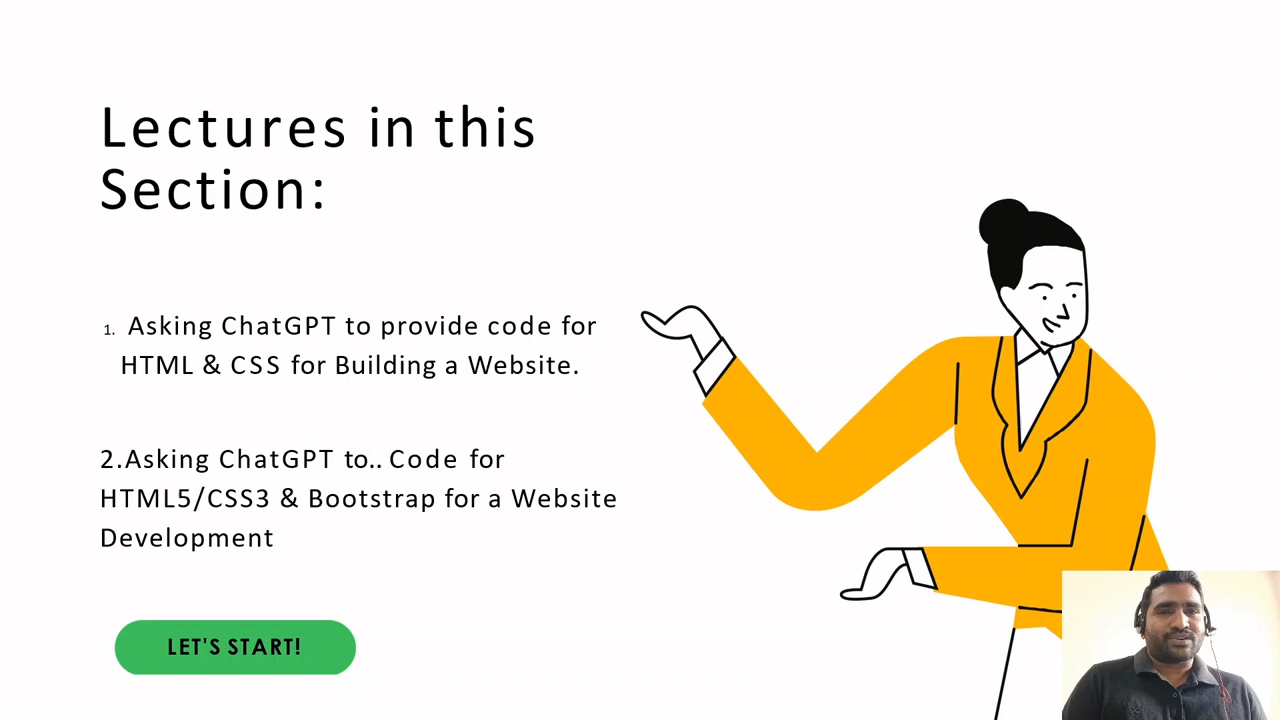 Lectures in this
Section:
1. Asking ChatGPT to provide code for
HTML & CSS for Building a Website.
2.Asking ChatGPT to.. Code for
HTML5/CSS3 & Bootstrap for a Website
Development
LET'S START!